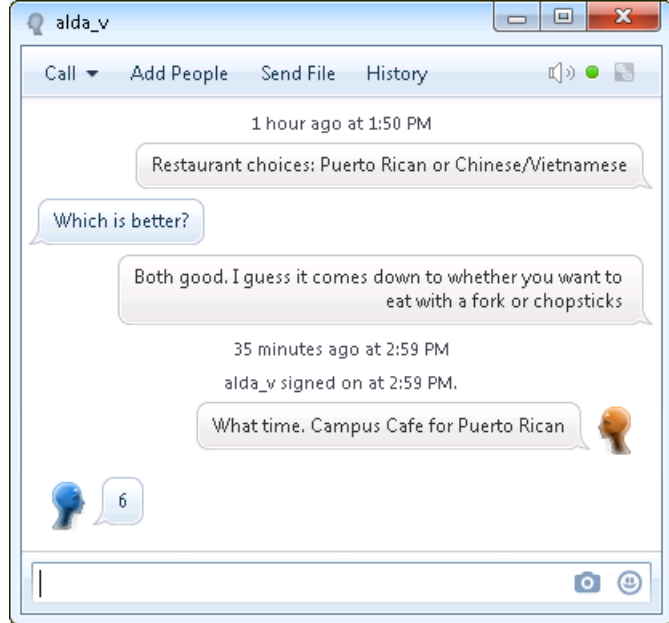 alda_v
Call Add People Send File History
1 hour ago at 1:50 PM
Restaurant choices: Puerto Rican or Chinese/Vietnamese
Which is better?
Both good. I guess it comes down to whether you want to
eat with a fork or chopsticks
35 minutes ago at 2:59 PM
alda_v signed on at 2:59 PM.
What time. Campus Cafe for Puerto Rican
6